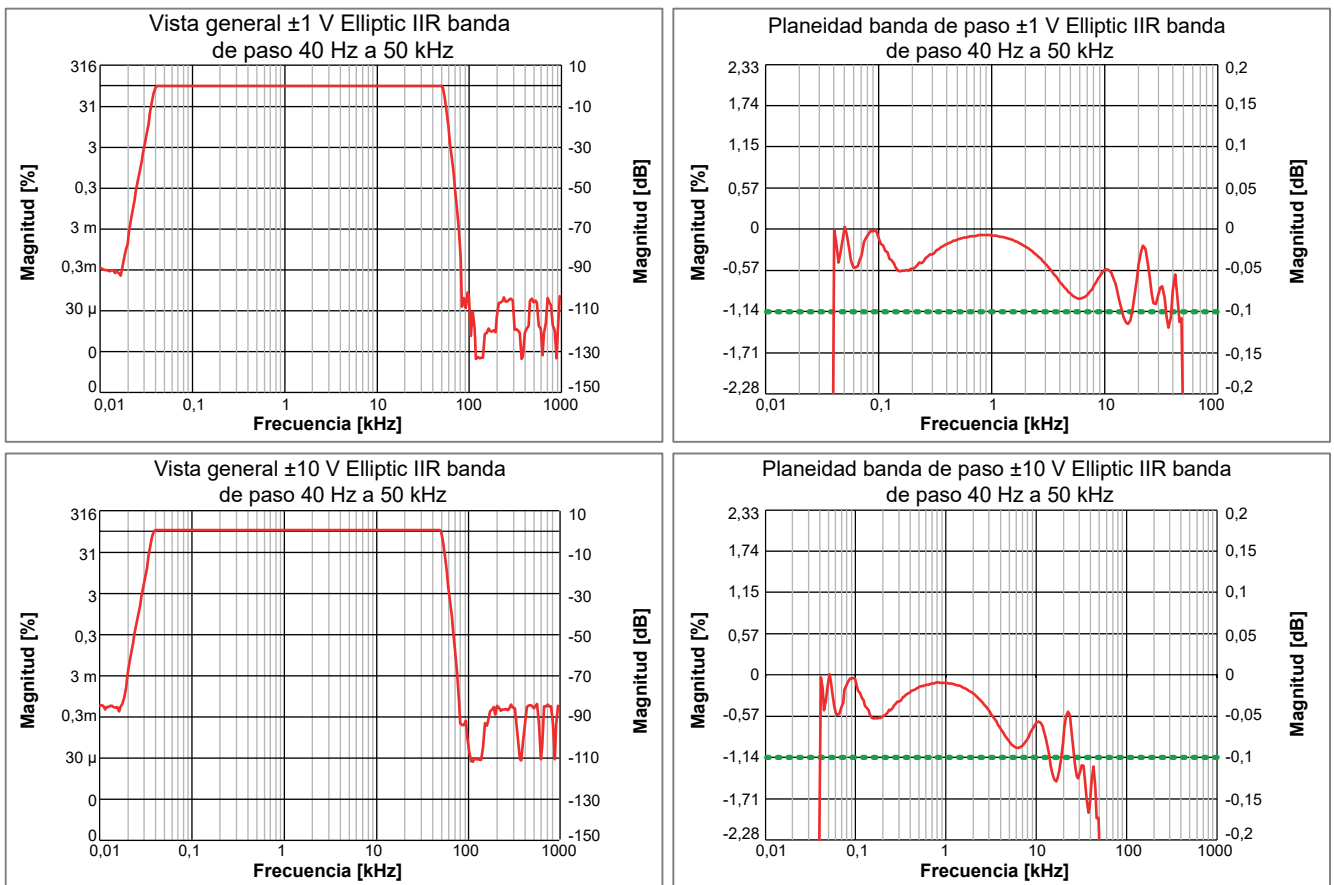 Vista general ±1 V Elliptic IIR banda
de paso 40 Hz a 50 kHz
Magnitud [%]
316
31
3
0,3
3 m
0,3m
30 µ
0
0
10
-10
-30
-50
-70
-90
-110
-130
-150
Magnitud [dB]
0,01 0,1 1 10 100 1000
Frecuencia [kHz]
Planeidad banda de paso ±1 V Elliptic IIR banda
de paso 40 Hz a 50 kHz
Magnitud [%]
2,33
1,74
1,15
0,57
0
-0,57
-1,14
-1,71
-2,28
0,2
0,15
0,1
0,05
0
-0,05
-0,1
-0,15
-0,2
Magnitud [dB]
0,01 0,1 1 10 100
Frecuencia [kHz]
Vista general ±10 V Elliptic IIR banda
de paso 40 Hz a 50 kHz
Magnitud [%]
316
31
3
0,3
3 m
0,3m
30 µ
0
0
10
-10
-30
-50
-70
-90
-110
-130
-150
Magnitud [dB]
0,01 0,1 1 10 100 1000
Frecuencia [kHz]
Planeidad banda de paso ±10 V Elliptic IIR banda
de paso 40 Hz a 50 kHz
Magnitud [%]
2,33
1,74
1,15
0,57
0
-0,57
-1,14
-1,71
-2,28
0,2
0,15
0,1
0,05
0
-0,05
-0,1
-0,15
-0,2
Magnitud [dB]
0,01 0,1 1 10 100 1000
Frecuencia [kHz]